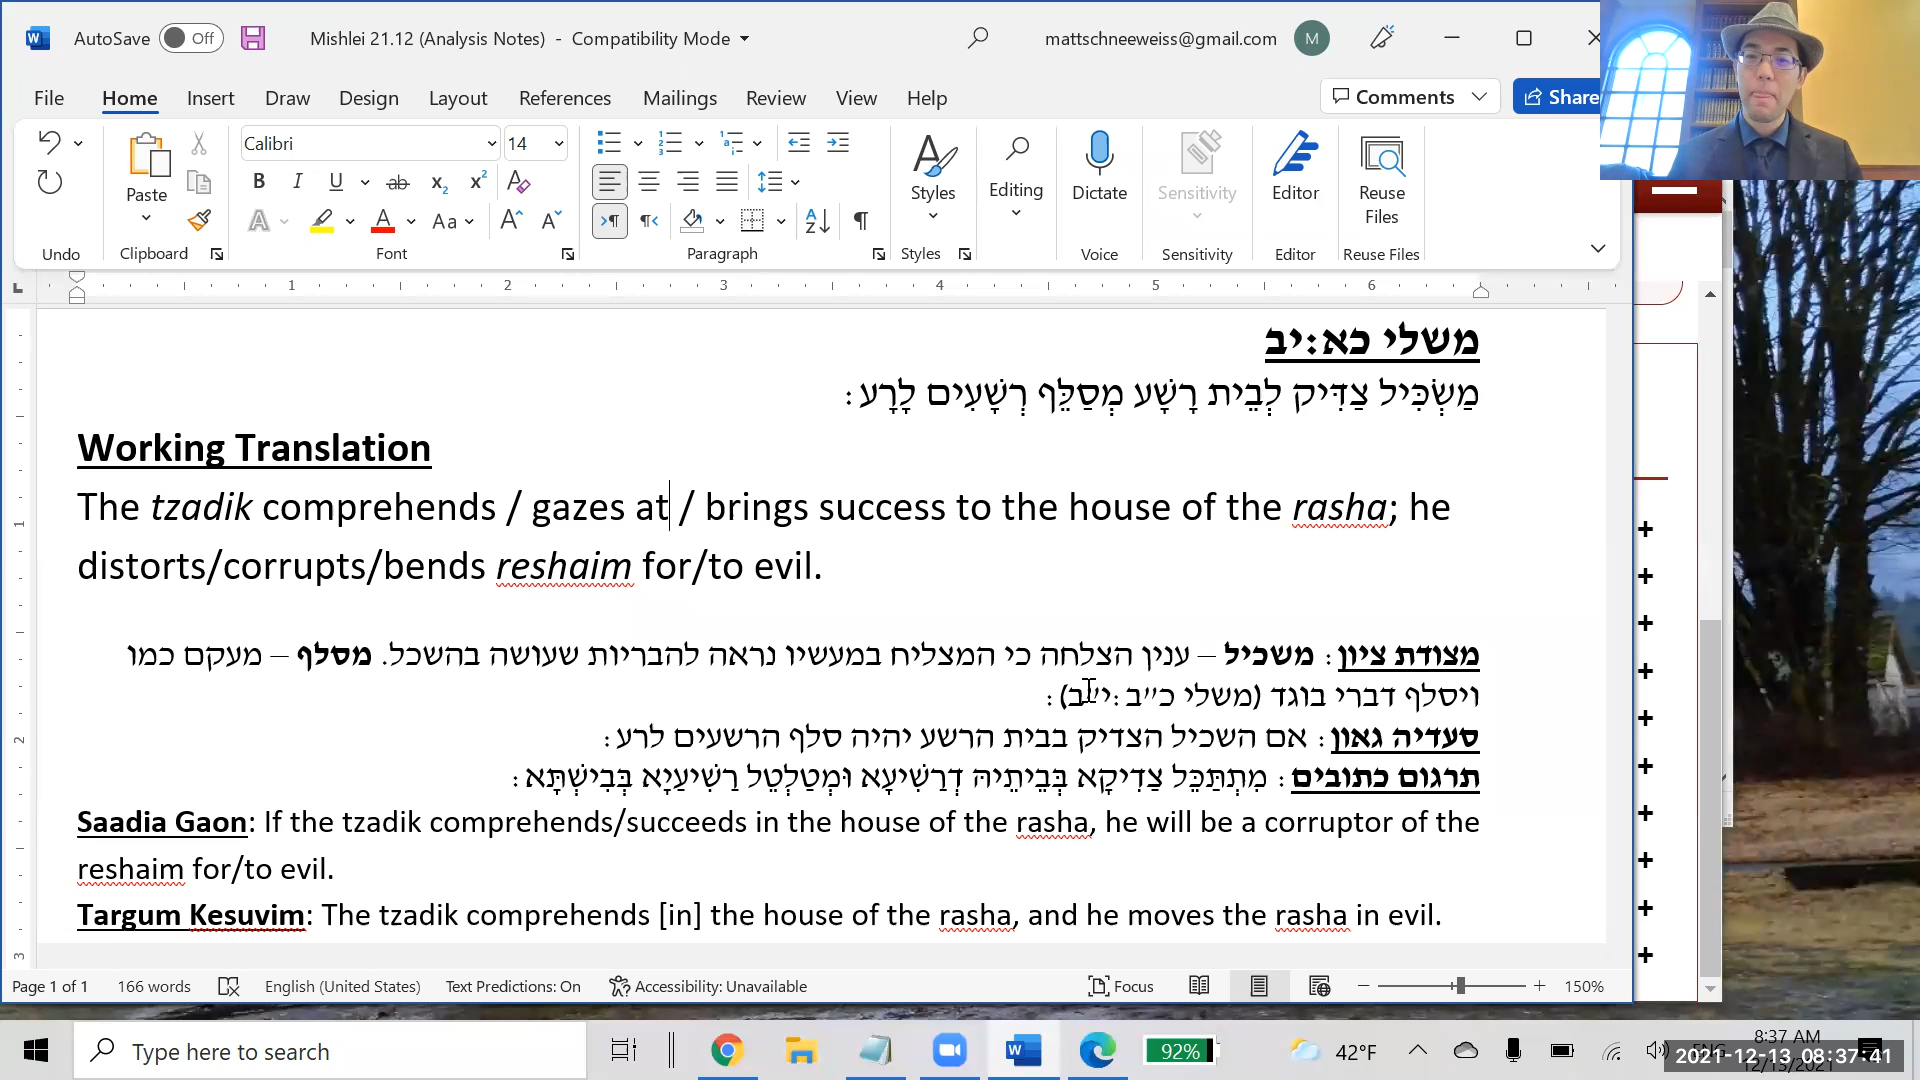 AutoSave Off Mishlei 21.12 (Analysis Notes) - Compatibility Mode mattschneeweiss@gmail.com M
File Home Insert Draw Design Layout References Mailings Review View Help Comments Share
Calibri 14
Paste Styles Editing Dictate Sensitivity Editor Reuse Files
Undo Clipboard Font Paragraph Styles Voice Sensitivity Editor Reuse Files
1 2 3 4 5 6
משלי כא:יב
מַשְׂכִּיל צַדִּיק לְבֵית רָשָׁע מְסַלֵּף רְשָׁעִים לָרָע:
Working Translation
The tzadik comprehends / gazes at / brings success to the house of the rasha; he
distorts/corrupts/bends reshaim for/to evil.
מצודת ציון: משכיל – ענין הצלחה כי המצליח במעשיו נראה להבריות שעושה בהשכל. מסלף – מעקם כמו
ויסלף דברי בוגד (משלי כ״ב:י״ב):
סעדיה גאון: אם השכיל הצדיק בבית הרשע יהיה סלף הרשעים לרע:
תרגום כתובים: מִתְתַּכֵּל צַדִיקָא בְּבֵיתֵיהּ דְרַשִׁיעָא וּמְטַלְטֵל רַשִׁיעַיָא בְּבִישְׁתָּא:
Saadia Gaon: If the tzadik comprehends/succeeds in the house of the rasha, he will be a corruptor of the
reshaim for/to evil.
Targum Kesuvim: The tzadik comprehends [in] the house of the rasha, and he moves the rasha in evil.
Page 1 of 1 166 words English (United States) Text Predictions: On Accessibility: Unavailable Focus 150%
Type here to search 92% 42°F 8:37 AM
2021-12-13 08:37:41